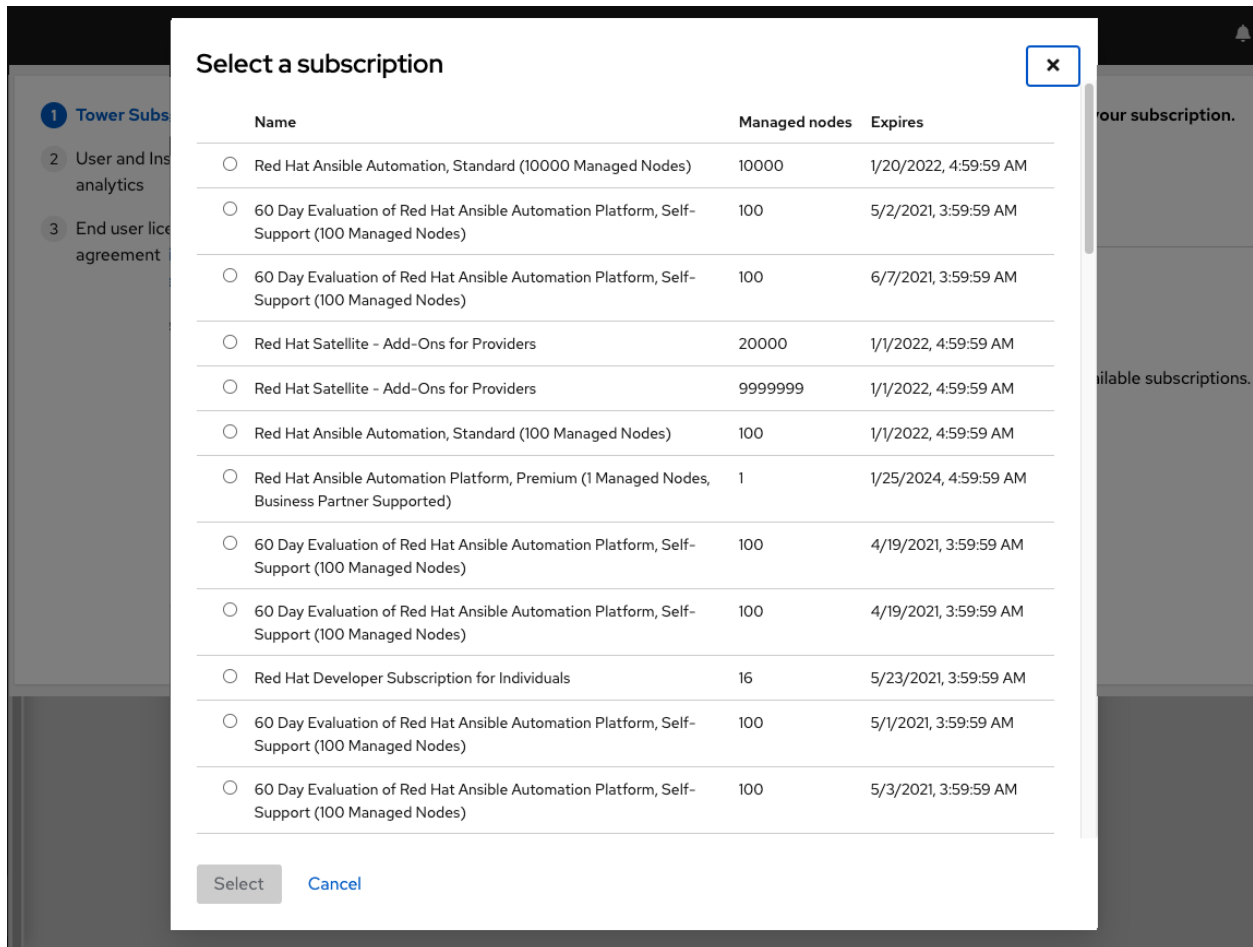 Select a subscription
1 Tower Subs
2 User and Ins
analytics
3 End user lice
agreement
our subscription.
ailable subscriptions.
Name Managed nodes Expires
Red Hat Ansible Automation, Standard (10000 Managed Nodes) 10000 1/20/2022, 4:59:59 AM
60 Day Evaluation of Red Hat Ansible Automation Platform, Self- 100 5/2/2021, 3:59:59 AM
Support (100 Managed Nodes)
60 Day Evaluation of Red Hat Ansible Automation Platform, Self- 100 6/7/2021, 3:59:59 AM
Support (100 Managed Nodes)
Red Hat Satellite - Add-Ons for Providers 20000 1/1/2022, 4:59:59 AM
Red Hat Satellite - Add-Ons for Providers 9999999 1/1/2022, 4:59:59 AM
Red Hat Ansible Automation, Standard (100 Managed Nodes) 100 1/1/2022, 4:59:59 AM
Red Hat Ansible Automation Platform, Premium (1 Managed Nodes, 1 1/25/2024, 4:59:59 AM
Business Partner Supported)
60 Day Evaluation of Red Hat Ansible Automation Platform, Self- 100 4/19/2021, 3:59:59 AM
Support (100 Managed Nodes)
60 Day Evaluation of Red Hat Ansible Automation Platform, Self- 100 4/19/2021, 3:59:59 AM
Support (100 Managed Nodes)
Red Hat Developer Subscription for Individuals 16 5/23/2021, 3:59:59 AM
60 Day Evaluation of Red Hat Ansible Automation Platform, Self- 100 5/1/2021, 3:59:59 AM
Support (100 Managed Nodes)
60 Day Evaluation of Red Hat Ansible Automation Platform, Self- 100 5/3/2021, 3:59:59 AM
Support (100 Managed Nodes)
Select Cancel